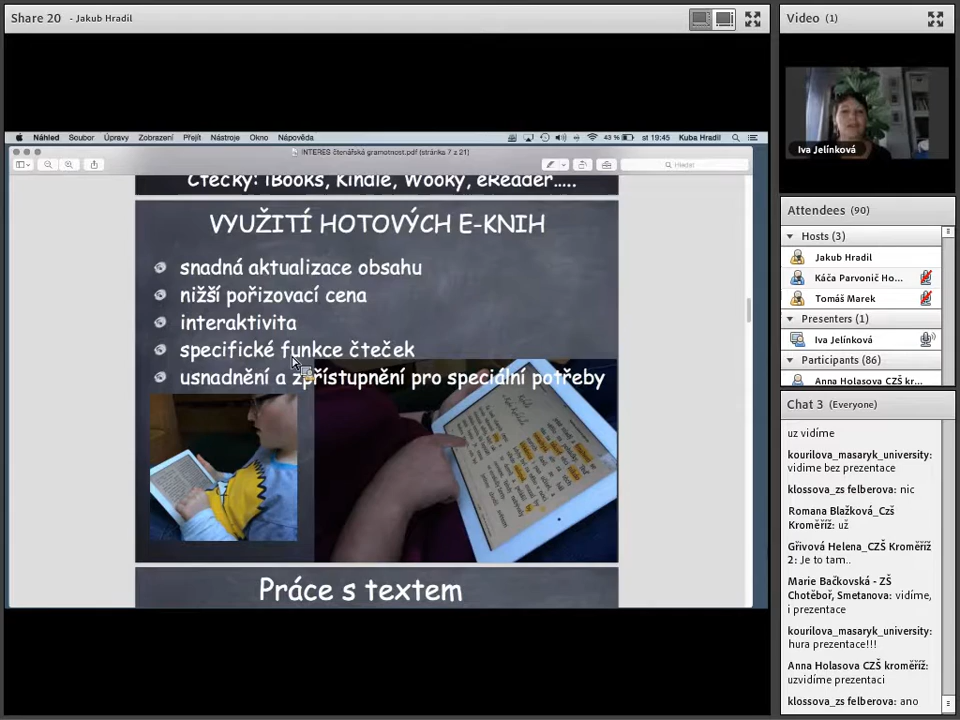 Share 20 - Jakub Hradil
Náhled Soubor Úpravy Zobrazení Přejít Nástroje Okno Nápověda
43 % st 19:45 Kuba Hradil
INTERES čtenářská gramotnost.pdf (stránka 7 z 21)
Hledat
Čtečky: iBooks, Kindle, Wooky, eReader.....
VYUŽITÍ HOTOVÝCH E-KNIH
snadná aktualizace obsahu
nižší pořizovací cena
interaktivita
specifické funkce čteček
usnadnění a zpřístupnění pro speciální potřeby
Práce s textem
Video (1)
Iva Jelínková
Attendees (90)
Hosts (3)
Jakub Hradil
Káča Parvonič Ho...
Tomáš Marek
Presenters (1)
Iva Jelínková
Participants (86)
Anna Holasova CZŠ kr...
Chat 3 (Everyone)
uz vidíme
kourilova_masaryk_university:
vidime bez prezentace
klossova_zs felberova: nic
Romana Blažková_Czš
Kroměříž: už
Gřivová Helena_CZŠ Kroměříž
2: Je to tam..
Marie Bačkovská - ZŠ
Chotěboř, Smetanova: vidíme,
i prezentace
kourilova_masaryk_university:
hura prezentace!!!
Anna Holasova CZŠ kroměříž:
uzvidíme prezentaci
klossova_zs felberova: ano